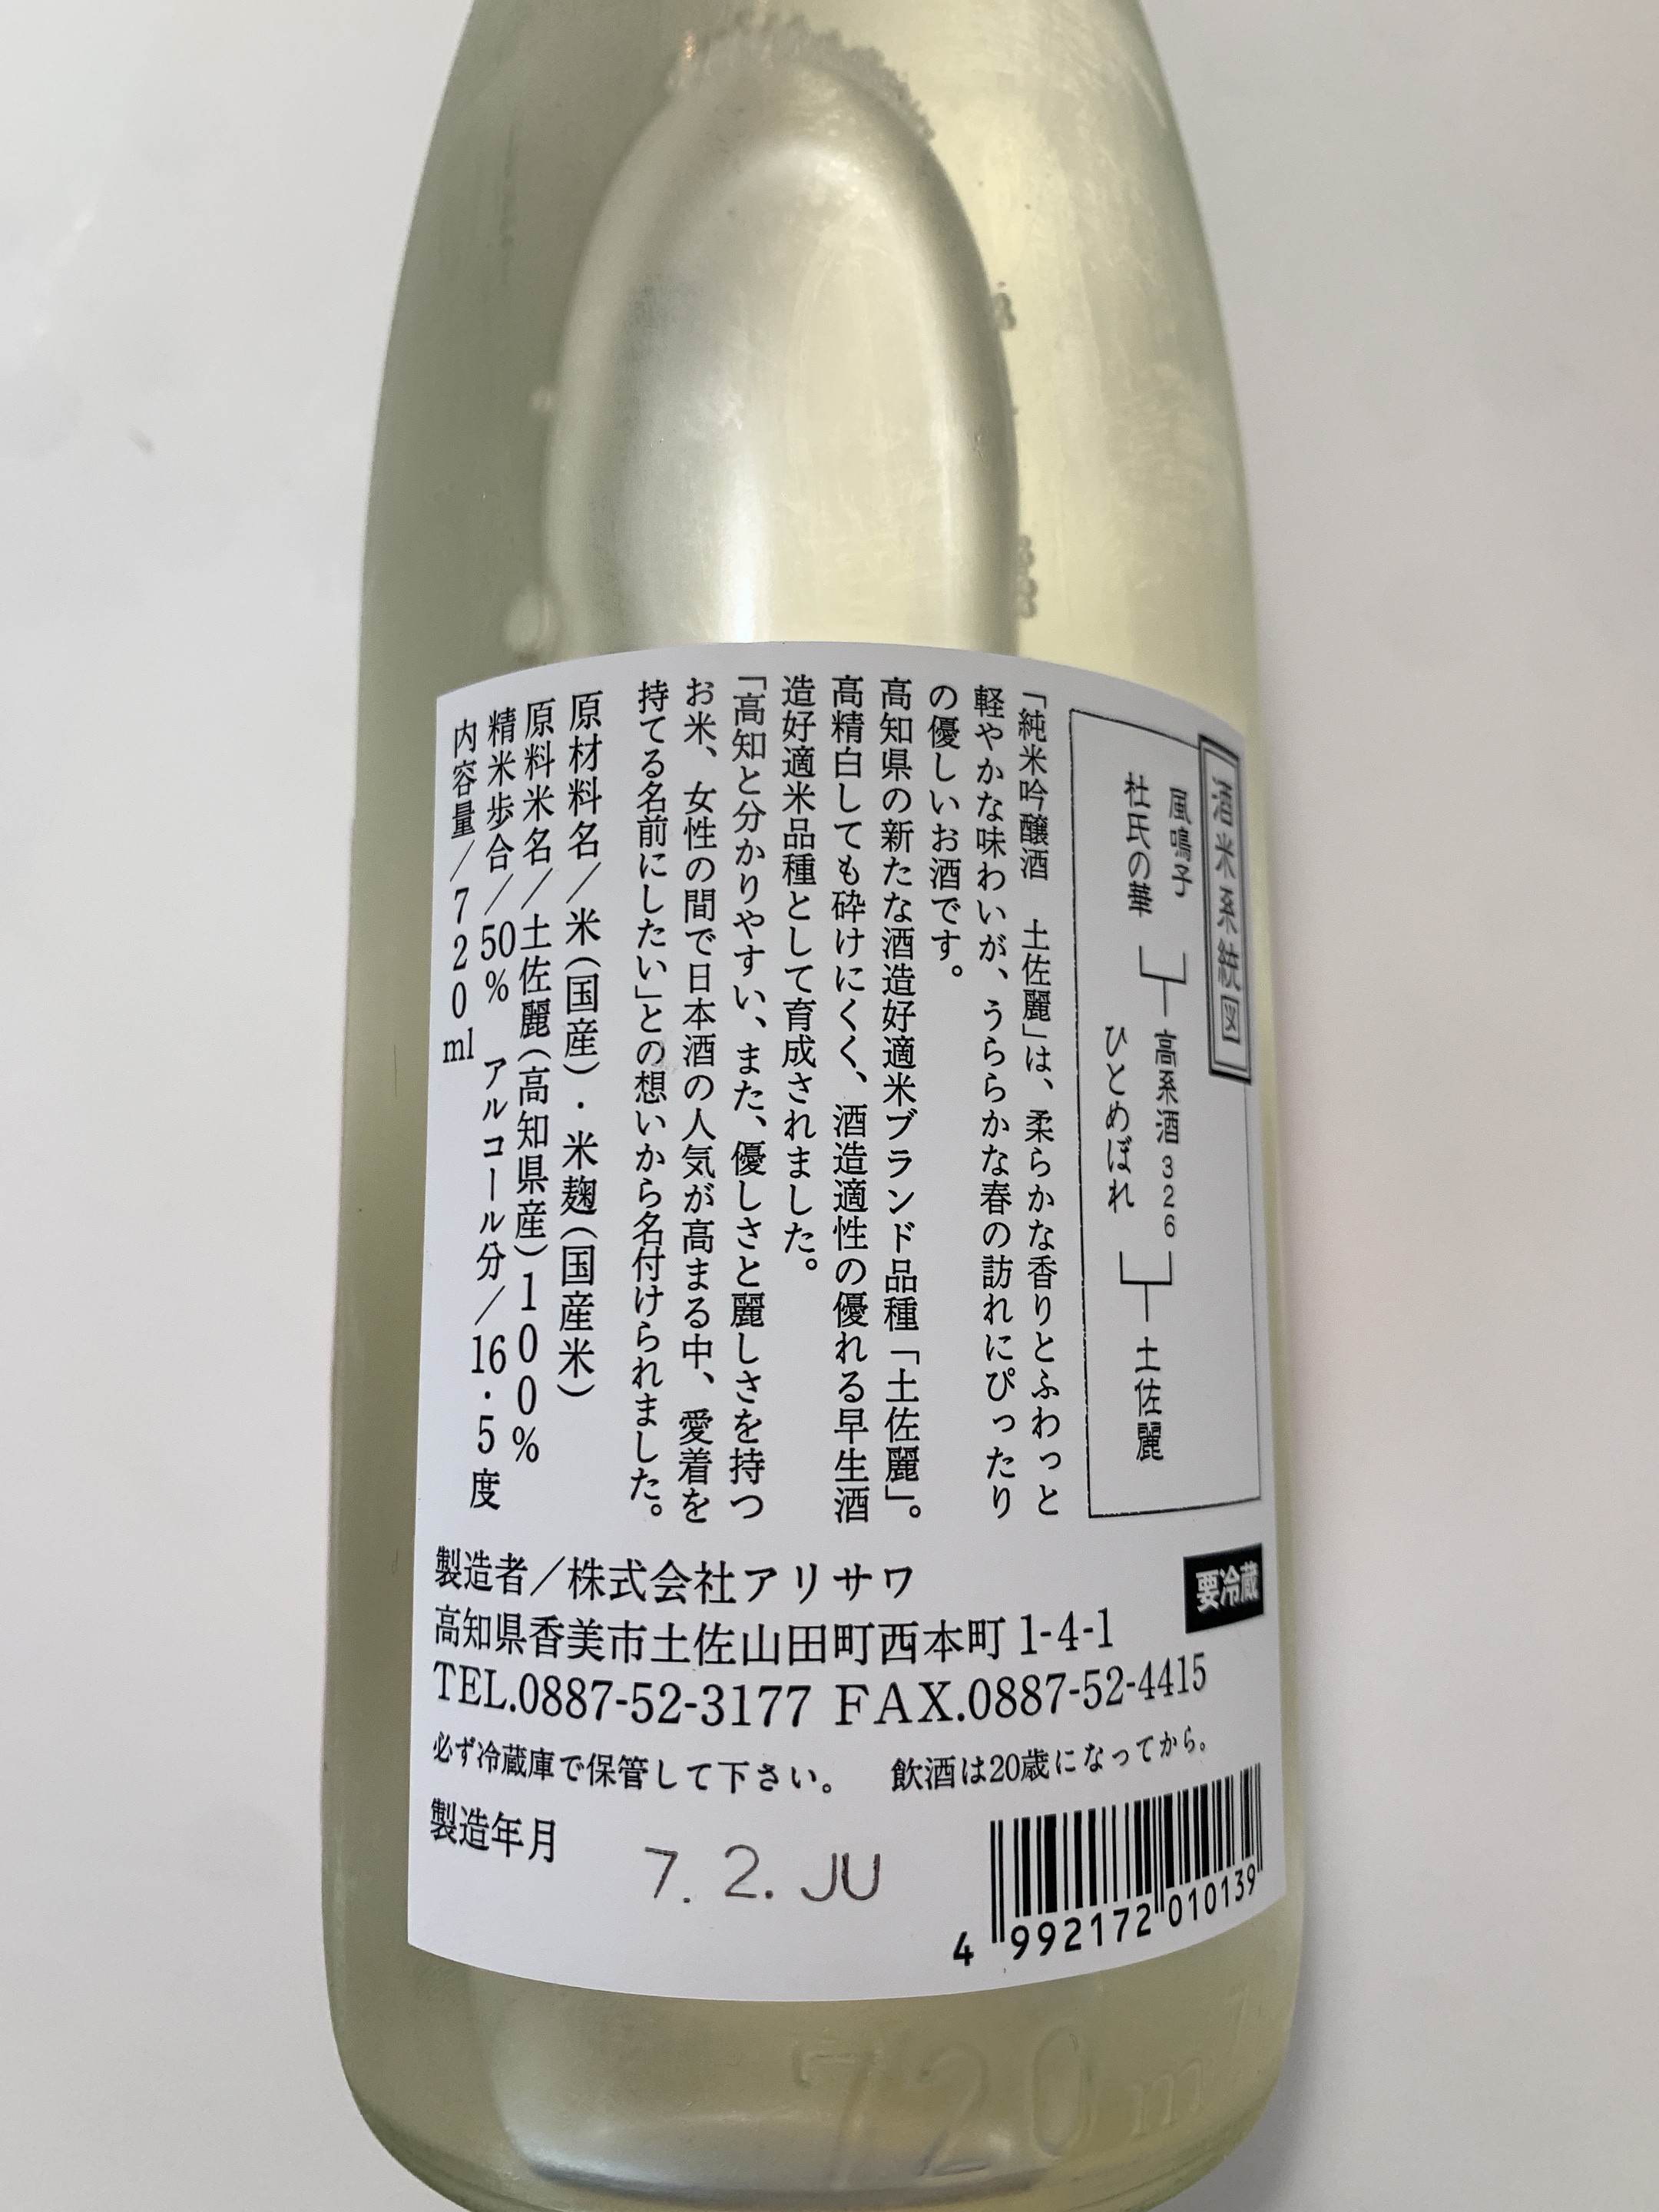 酒米系統図
風鳴子
杜氏の華
高系酒326
ひとめぼれ
土佐麗
「純米吟醸酒 土佐麗」は、柔らかな香りとふわっと
軽やかな味わいが、うららかな春の訪れにぴったり
の優しいお酒です。
高知県の新たな酒造好適米ブランド品種「土佐麗」。
高精白しても砕けにくく、酒造適性の優れる早生酒
造好適米品種として育成されました。
「高知と分かりやすい、また、優しさと麗しさを持つ
お米、女性の間で日本酒の人気が高まる中、愛着を
持てる名前にしたい」との想いから名付けられました。
原材料名／米（国産）・米麹（国産米）
原料米名／土佐麗（高知県産）100％
精米歩合／50％ アルコール分／16・5度
内容量／720ml
要冷蔵
製造者／株式会社アリサワ
高知県香美市土佐山田町西本町1-4-1
TEL.0887-52-3177 FAX.0887-52-4415
必ず冷蔵庫で保管して下さい。 飲酒は20歳になってから。
製造年月
7. 2. JU
4 992172 010139
720ml